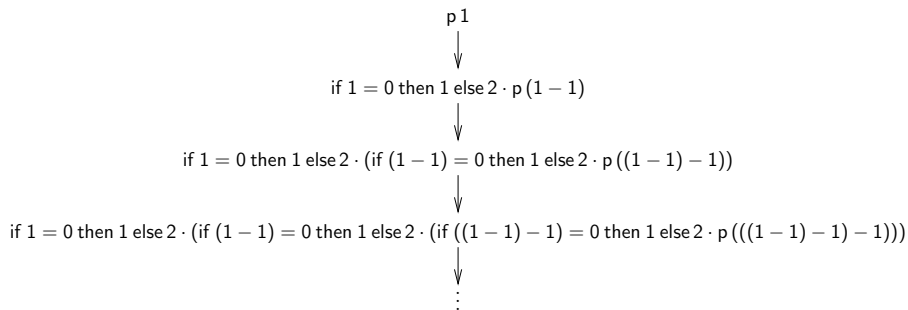 p 1
if 1 = 0 then 1 else 2 · p (1 − 1)
if 1 = 0 then 1 else 2 · (if (1 − 1) = 0 then 1 else 2 · p ((1 − 1) − 1))
if 1 = 0 then 1 else 2 · (if (1 − 1) = 0 then 1 else 2 · (if ((1 − 1) − 1) = 0 then 1 else 2 · p (((1 − 1) − 1) − 1)))
⋮